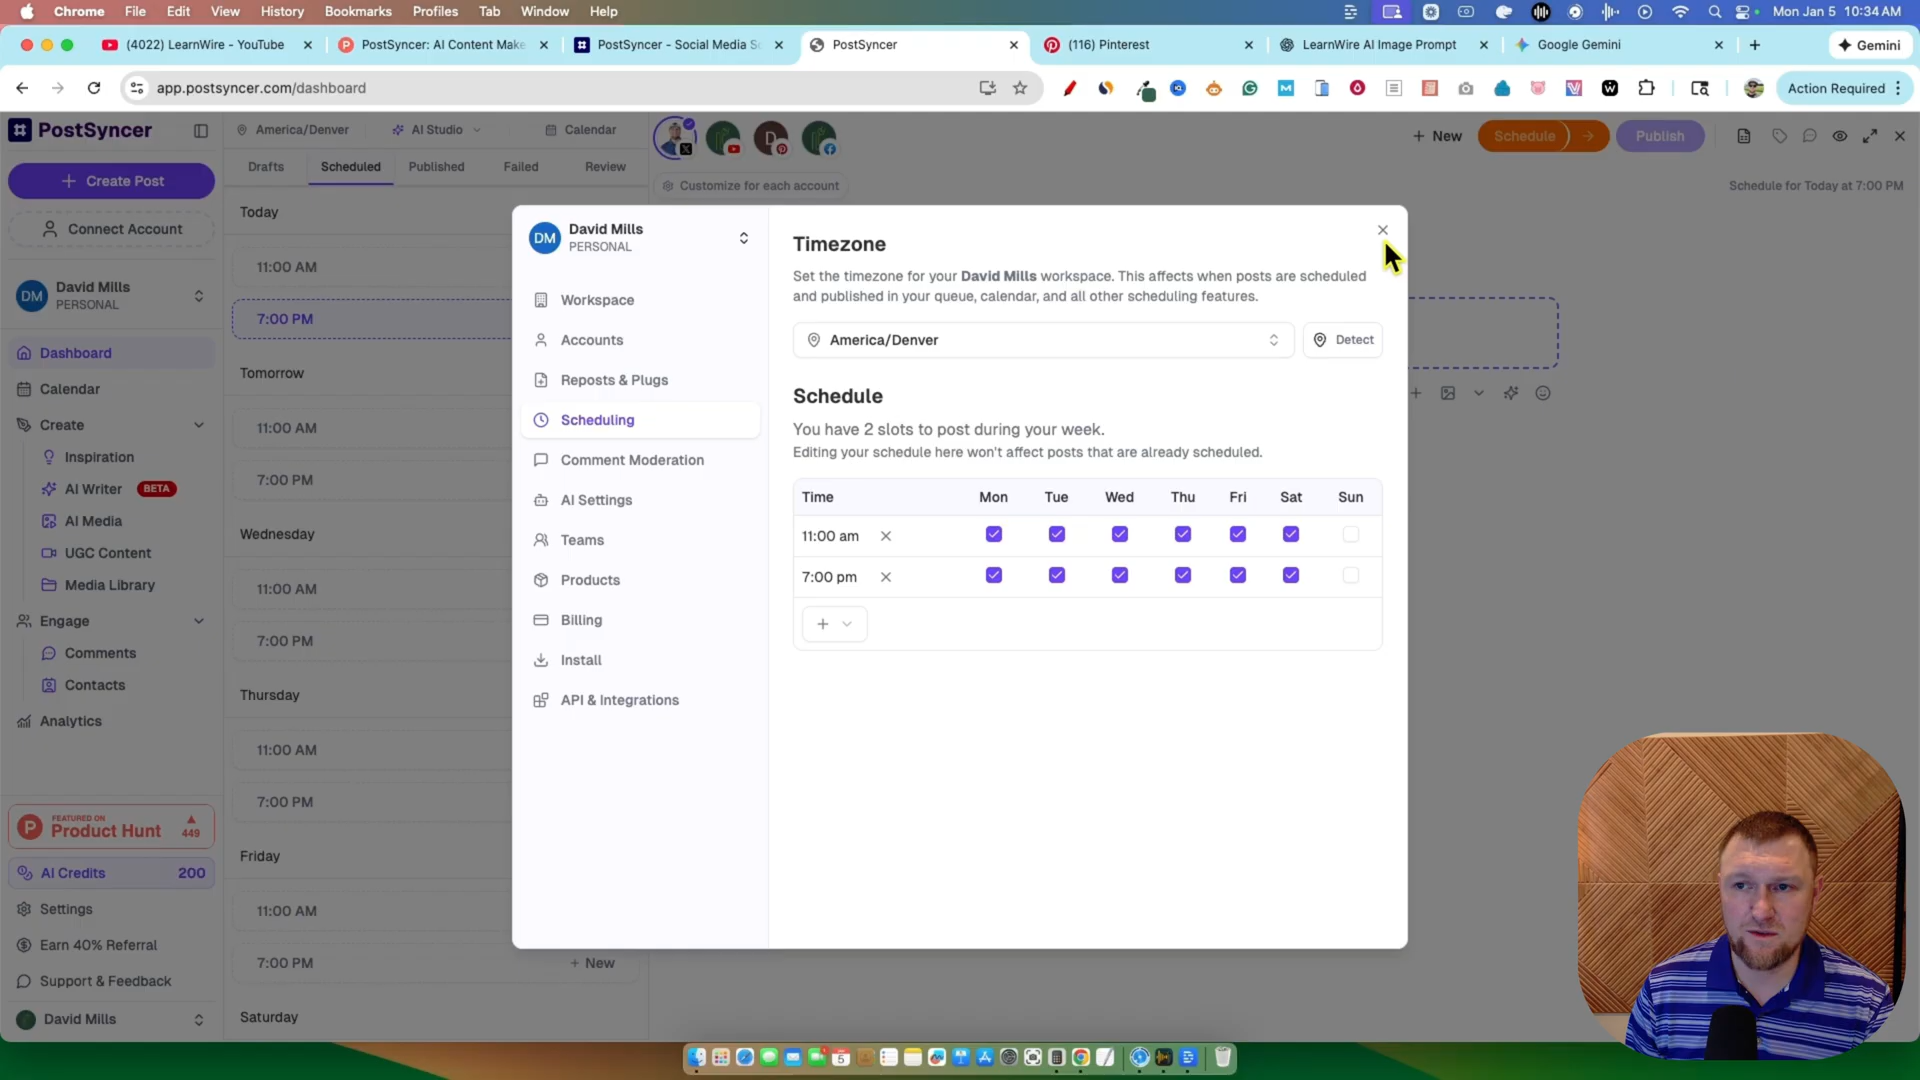 Chrome File Edit View History Bookmarks Profiles Tab Window Help Mon Jan 5 10:34 AM
(4022) LearnWire - YouTube
PostSyncer: AI Content Make
PostSyncer - Social Media S
PostSyncer
(116) Pinterest
LearnWire AI Image Prompt
Google Gemini
Gemini
app.postsyncer.com/dashboard
Action Required
PostSyncer
Create Post
Connect Account
DM
David Mills
PERSONAL
Dashboard
Calendar
Create
Inspiration
AI Writer BETA
AI Media
UGC Content
Media Library
Engage
Comments
Contacts
Analytics
FEATURED ON
Product Hunt
449
AI Credits 200
Settings
Earn 40% Referral
Support & Feedback
David Mills
America/Denver
AI Studio
Calendar
Drafts
Scheduled
Published
Failed
Review
Today
11:00 AM
7:00 PM
Tomorrow
11:00 AM
7:00 PM
Wednesday
11:00 AM
7:00 PM
Thursday
11:00 AM
7:00 PM
Friday
11:00 AM
7:00 PM
+ New
Saturday
D
Customize for each account
+ New
Schedule
Publish
Schedule for Today at 7:00 PM
DM
David Mills
PERSONAL
Workspace
Accounts
Reposts & Plugs
Scheduling
Comment Moderation
AI Settings
Teams
Products
Billing
Install
API & Integrations
Timezone
Set the timezone for your David Mills workspace. This affects when posts are scheduled
and published in your queue, calendar, and all other scheduling features.
America/Denver
Detect
Schedule
You have 2 slots to post during your week.
Editing your schedule here won't affect posts that are already scheduled.
Time Mon Tue Wed Thu Fri Sat Sun
11:00 am
7:00 pm
5